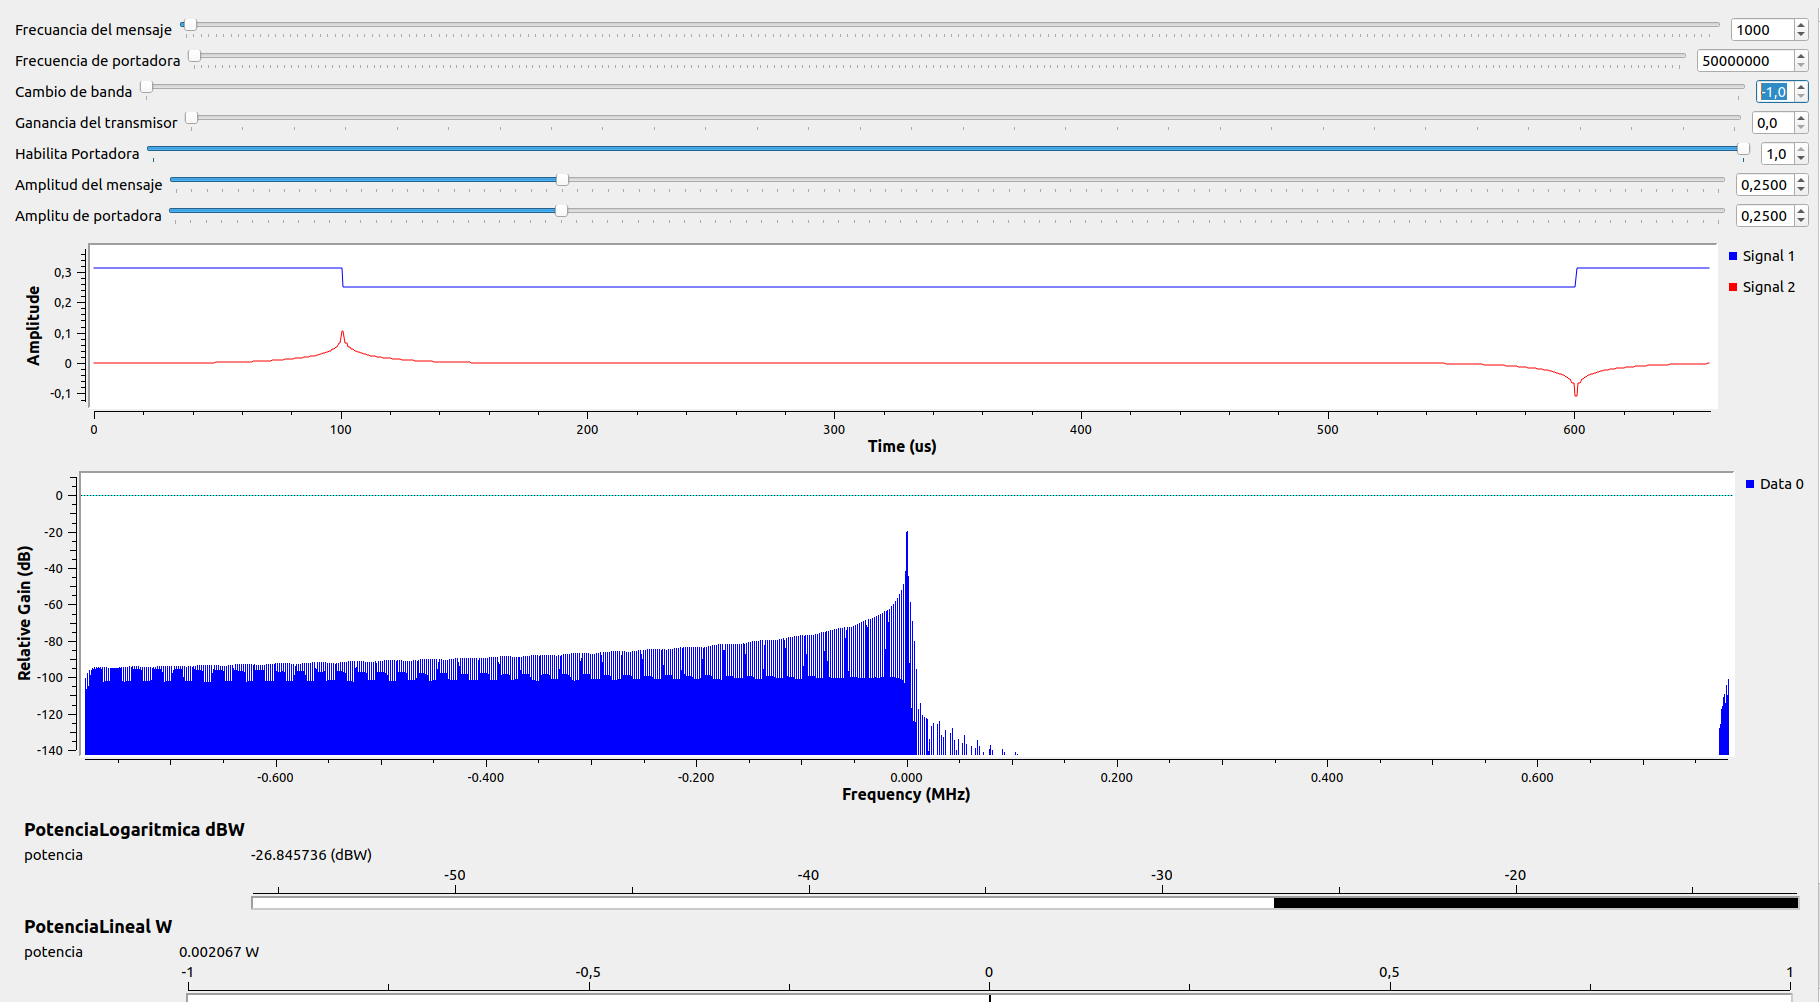 Frecuancia del mensaje 1000
Frecuencia de portadora 50000000
Cambio de banda -1,0
Ganancia del transmisor 0,0
Habilita Portadora 1,0
Amplitud del mensaje 0,2500
Amplitu de portadora 0,2500
Signal 1
Signal 2
Amplitude
0,3
0,2
0,1
0
-0,1
0 100 200 300 400 500 600
Time (us)
Data 0
Relative Gain (dB)
0
-20
-40
-60
-80
-100
-120
-140
-0.600 -0.400 -0.200 0.000 0.200 0.400 0.600
Frequency (MHz)
PotenciaLogaritmica dBW
potencia -26.845736 (dBW)
-50 -40 -30 -20
PotenciaLineal W
potencia 0.002067 W
-1 -0,5 0 0,5 1